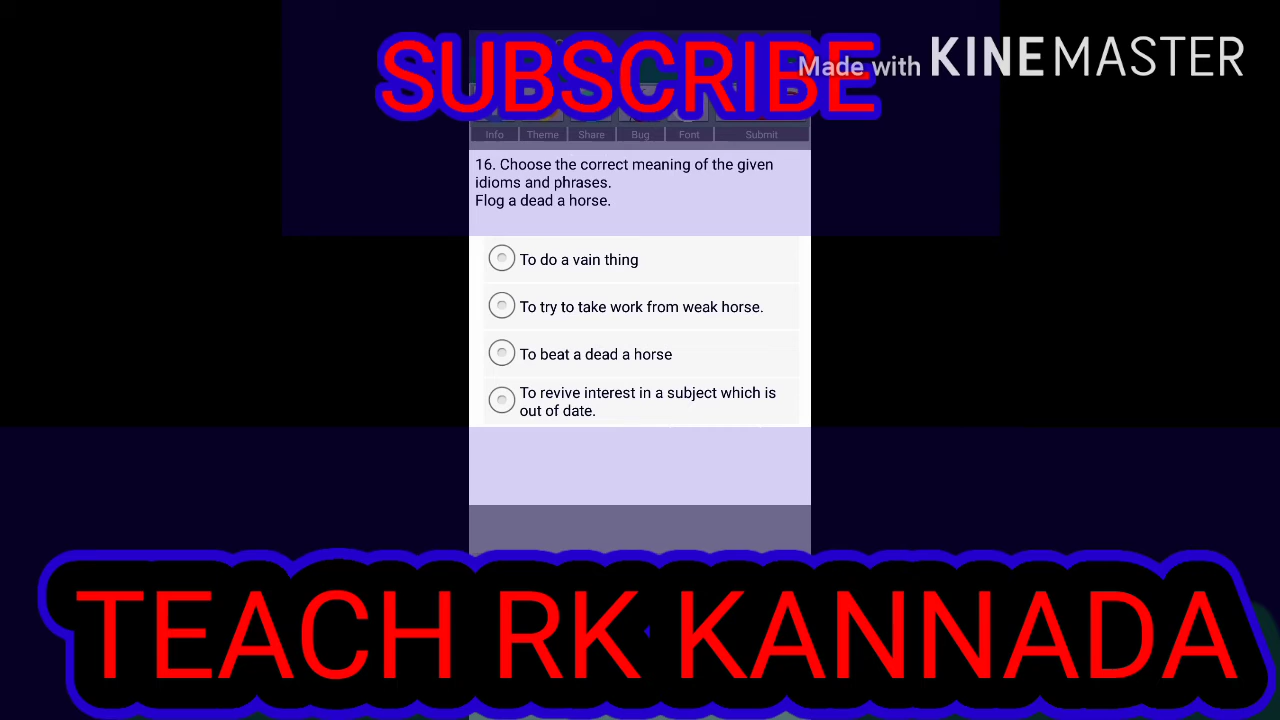 SUBSCRIBE
Made with KINEMASTER
Info Theme Share Bug Font Submit
16. Choose the correct meaning of the given
idioms and phrases.
Flog a dead a horse.
To do a vain thing
To try to take work from weak horse.
To beat a dead a horse
To revive interest in a subject which is
out of date.
TEACH RK KANNADA